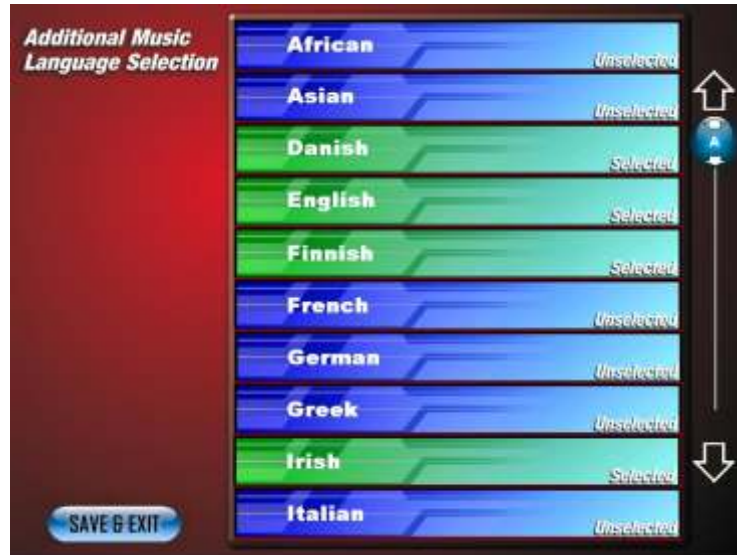 Additional Music
Language Selection
African
Unselected
Asian
Unselected
Danish
Selected
English
Selected
Finnish
Selected
French
Unselected
German
Unselected
Greek
Unselected
Irish
Selected
Italian
Unselected
A
SAVE & EXIT